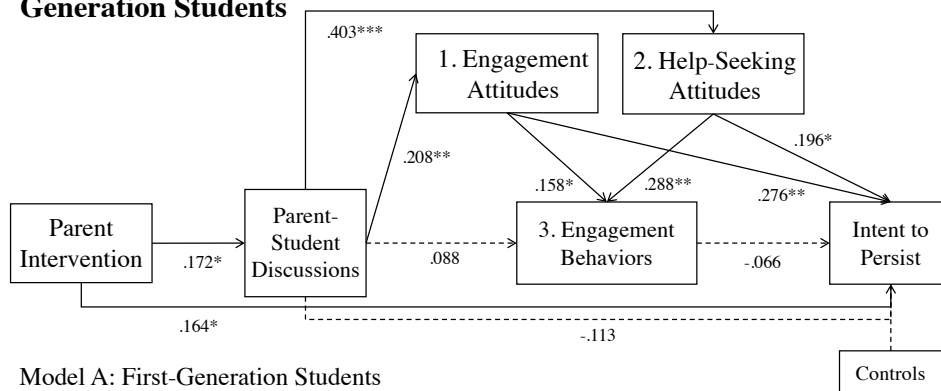 Generation Students
.403***
1. Engagement
Attitudes
2. Help-Seeking
Attitudes
.196*
.208**
.158*
.288**
.276**
Parent
Intervention
Parent-
Student
Discussions
3. Engagement
Behaviors
Intent to
Persist
.172*
.088
-.066
.164*
-.113
Model A: First-Generation Students
Controls